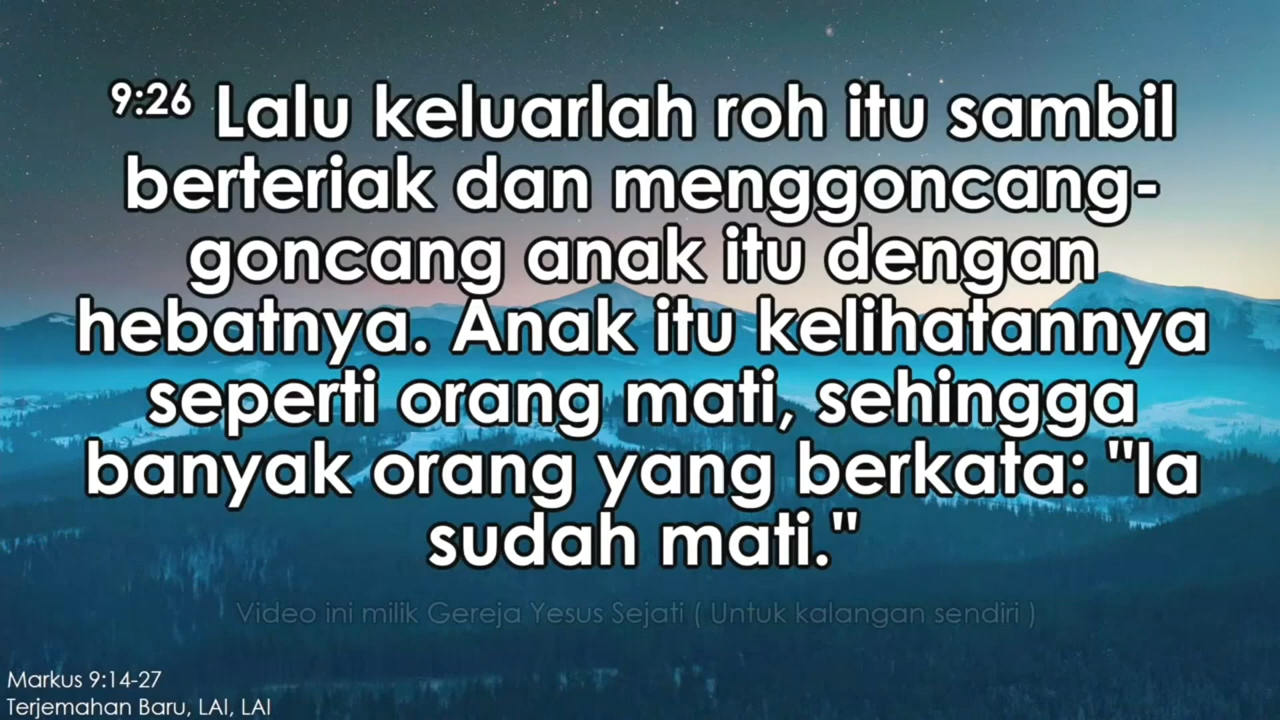 9:26 Lalu keluarlah roh itu sambil
berteriak dan menggoncang-
goncang anak itu dengan
hebatnya. Anak itu kelihatannya
seperti orang mati, sehingga
banyak orang yang berkata: "Ia
sudah mati."
Video ini milik Gereja Yesus Sejati ( Untuk kalangan sendiri )
Markus 9:14-27
Terjemahan Baru, LAI, LAI